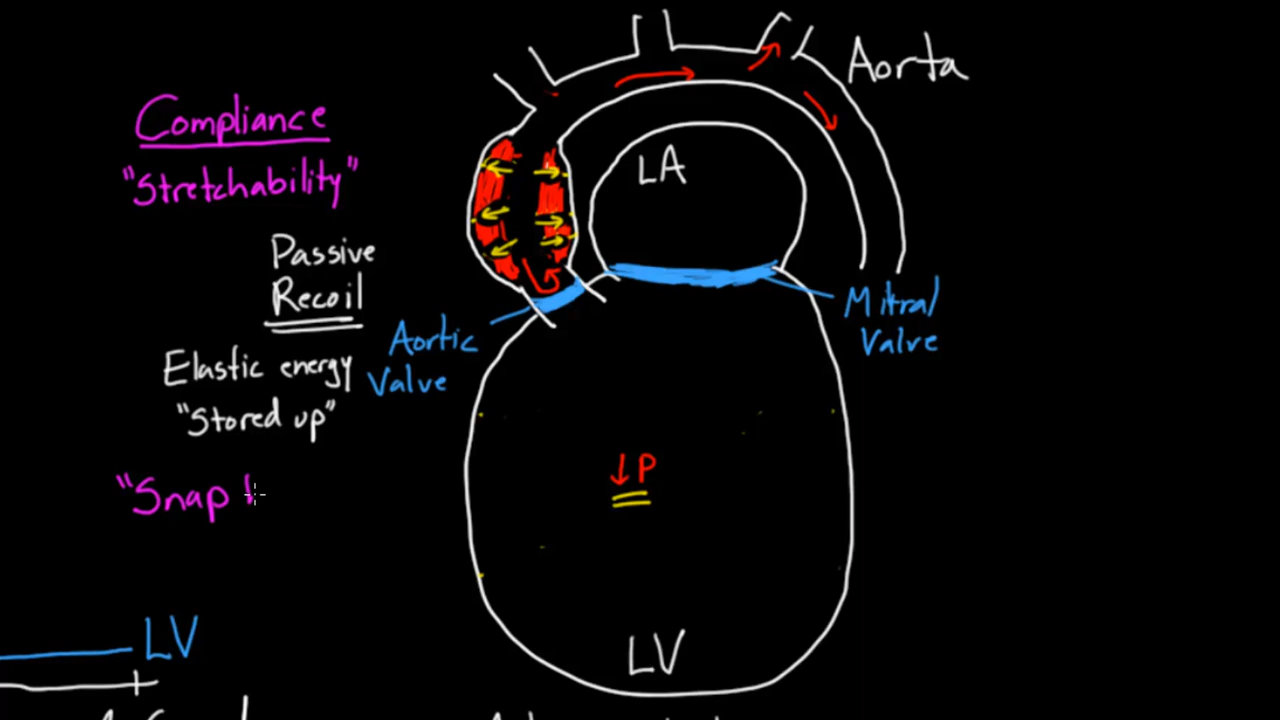 Compliance
"Stretchability"
Passive
Recoil
Elastic energy
"Stored up"
"Snap
Aorta
LA
Aortic
Valve
Mitral
Valve
↓P
LV
LV